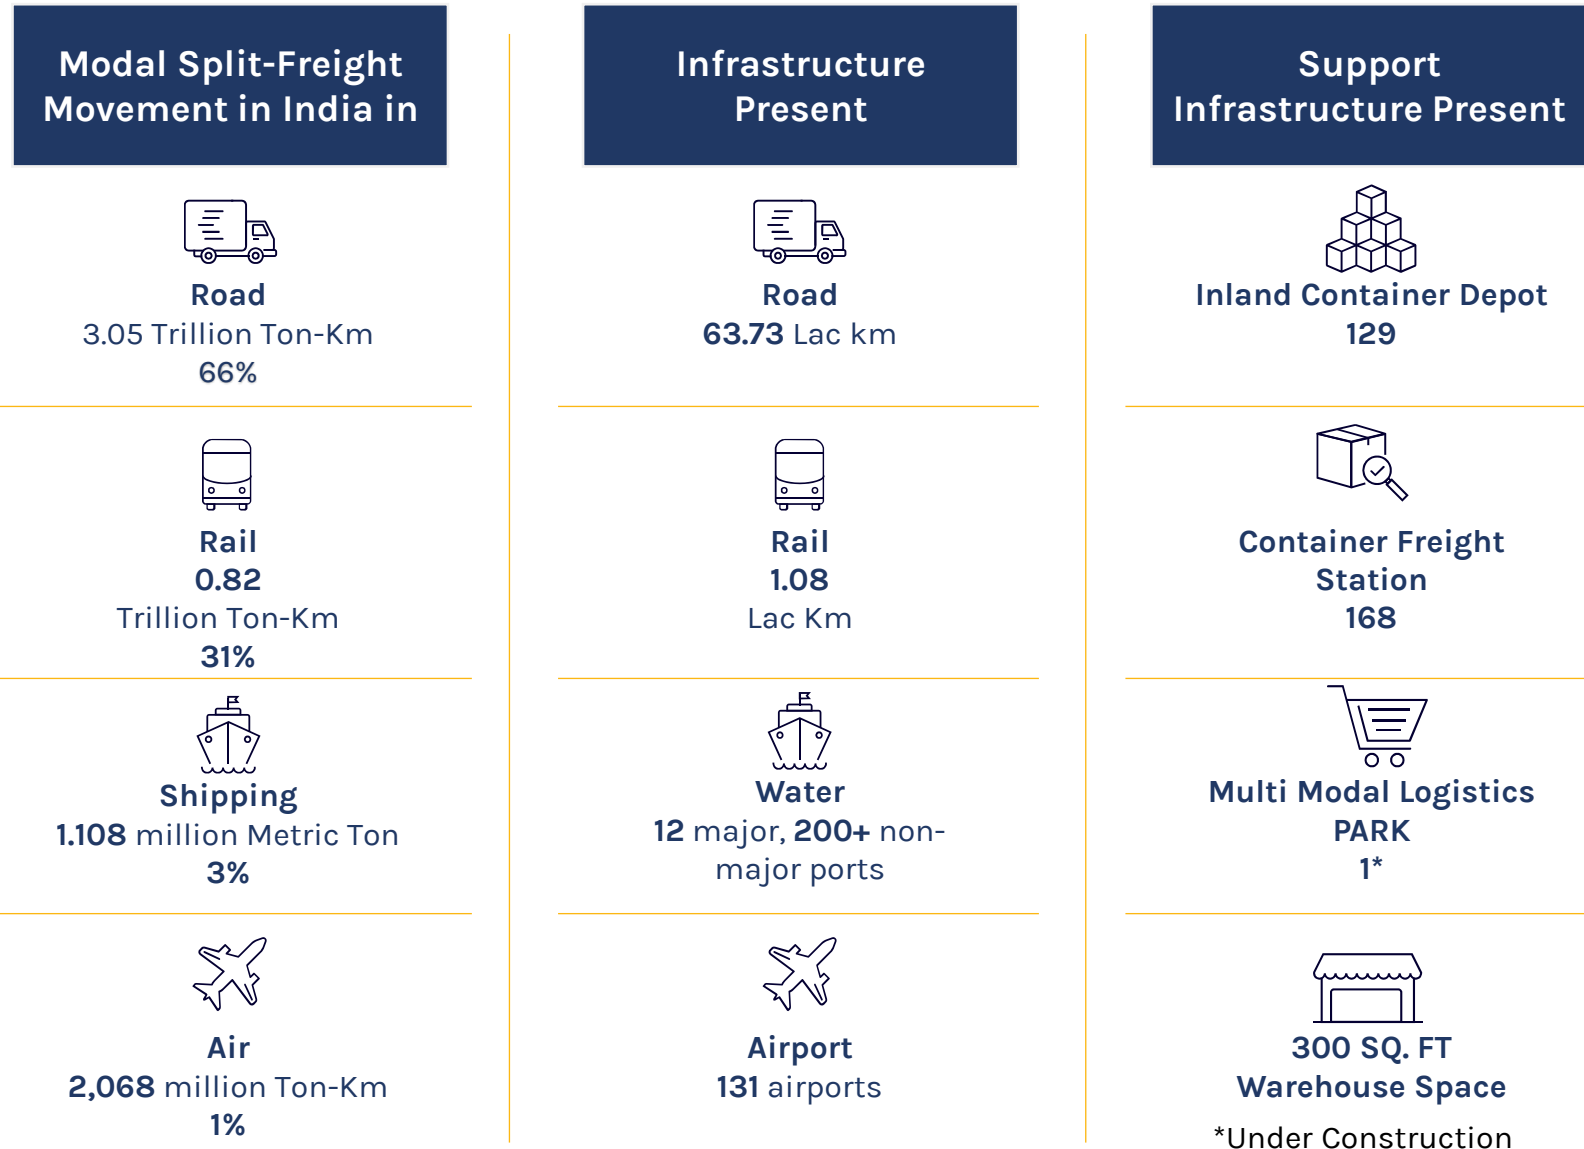 Modal Split-Freight
Movement in India in
Road
3.05 Trillion Ton-Km
66%
Rail
0.82
Trillion Ton-Km
31%
Shipping
1.108 million Metric Ton
3%
Air
2,068 million Ton-Km
1%
Infrastructure
Present
Road
63.73 Lac km
Rail
1.08
Lac Km
Water
12 major, 200+ non-
major ports
Airport
131 airports
Support
Infrastructure Present
Inland Container Depot
129
Container Freight
Station
168
Multi Modal Logistics
PARK
1*
300 SQ. FT
Warehouse Space
*Under Construction